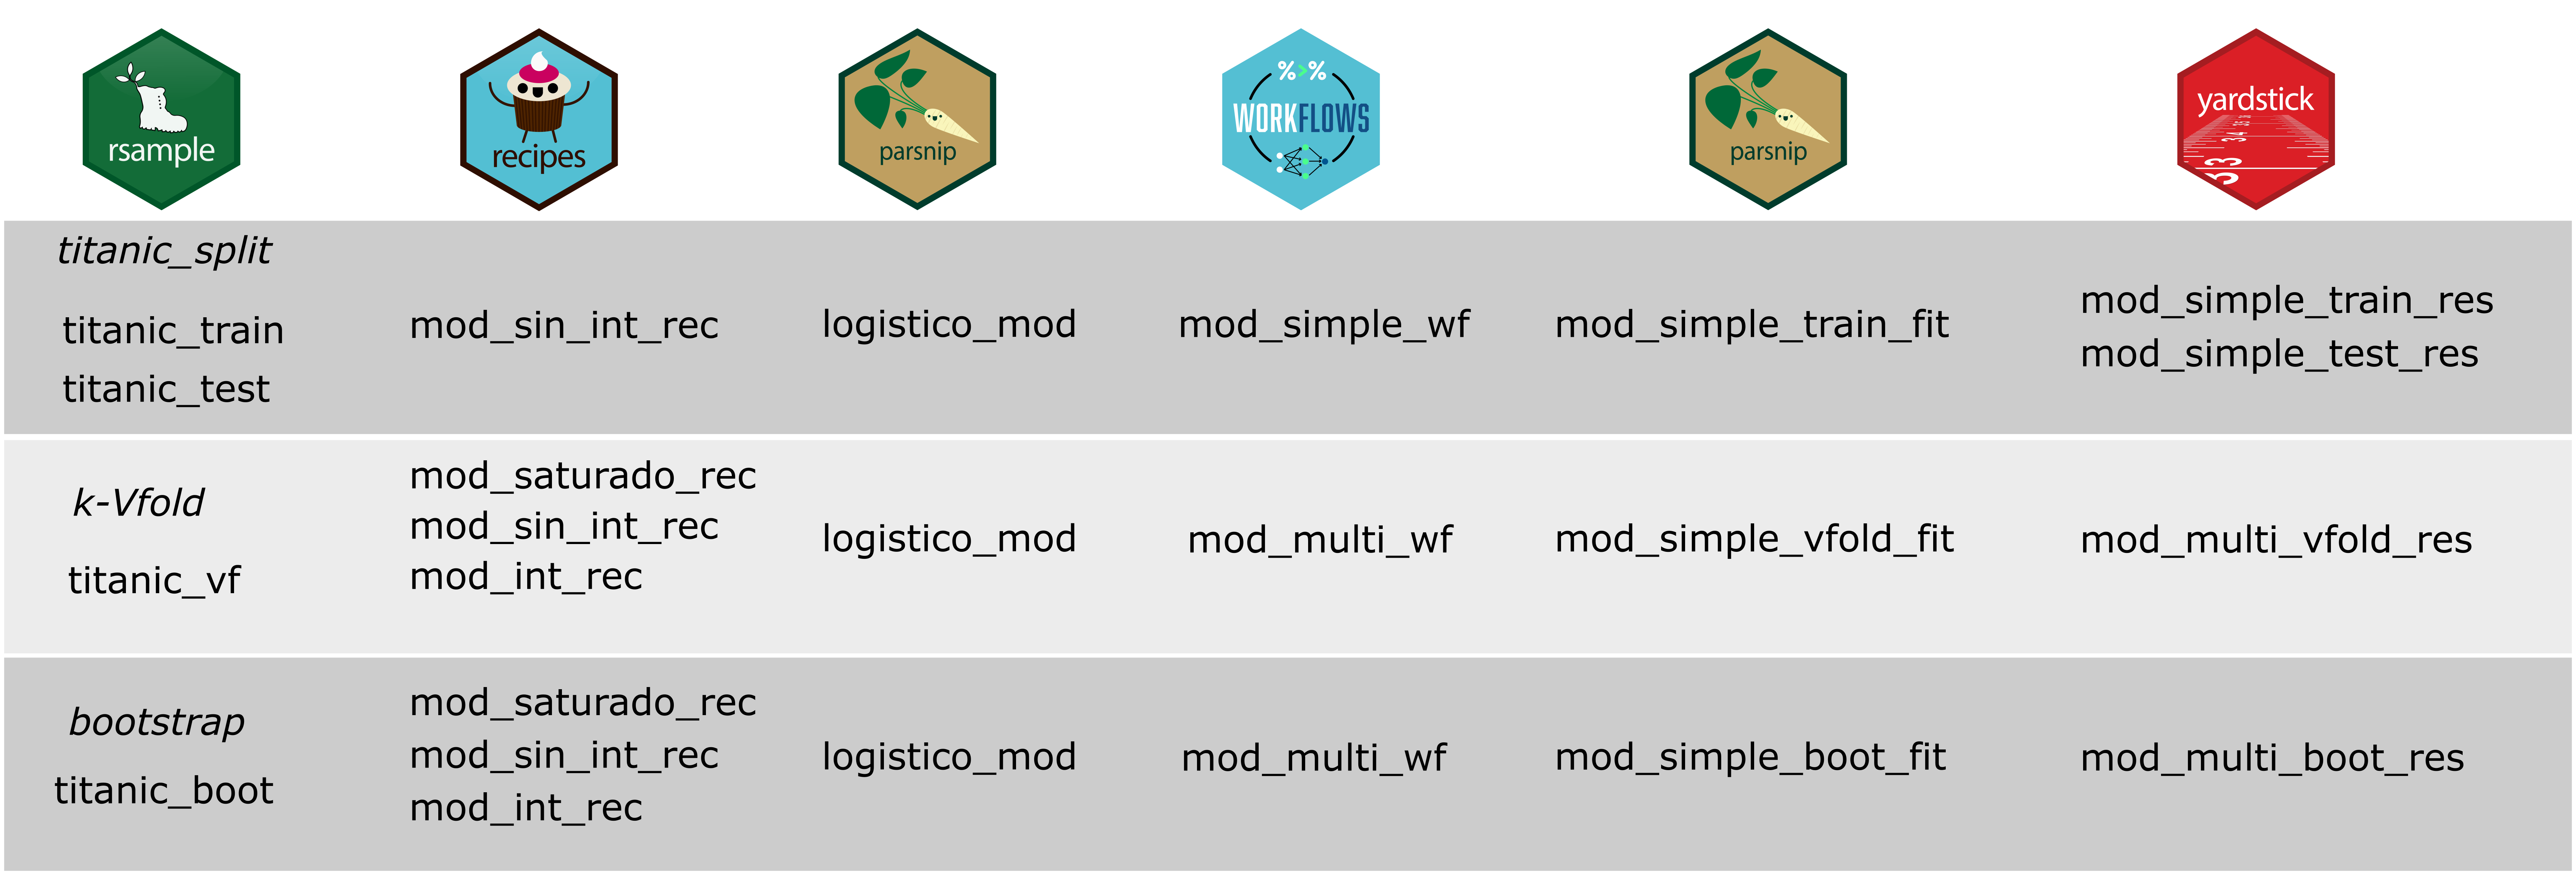 rsample
recipes
parsnip
%>%
WORKFLOWS
parsnip
yardstick
titanic_split
titanic_train
titanic_test
mod_sin_int_rec
logistico_mod
mod_simple_wf
mod_simple_train_fit
mod_simple_train_res
mod_simple_test_res
k-Vfold
titanic_vf
mod_saturado_rec
mod_sin_int_rec
mod_int_rec
logistico_mod
mod_multi_wf
mod_simple_vfold_fit
mod_multi_vfold_res
bootstrap
titanic_boot
mod_saturado_rec
mod_sin_int_rec
mod_int_rec
logistico_mod
mod_multi_wf
mod_simple_boot_fit
mod_multi_boot_res